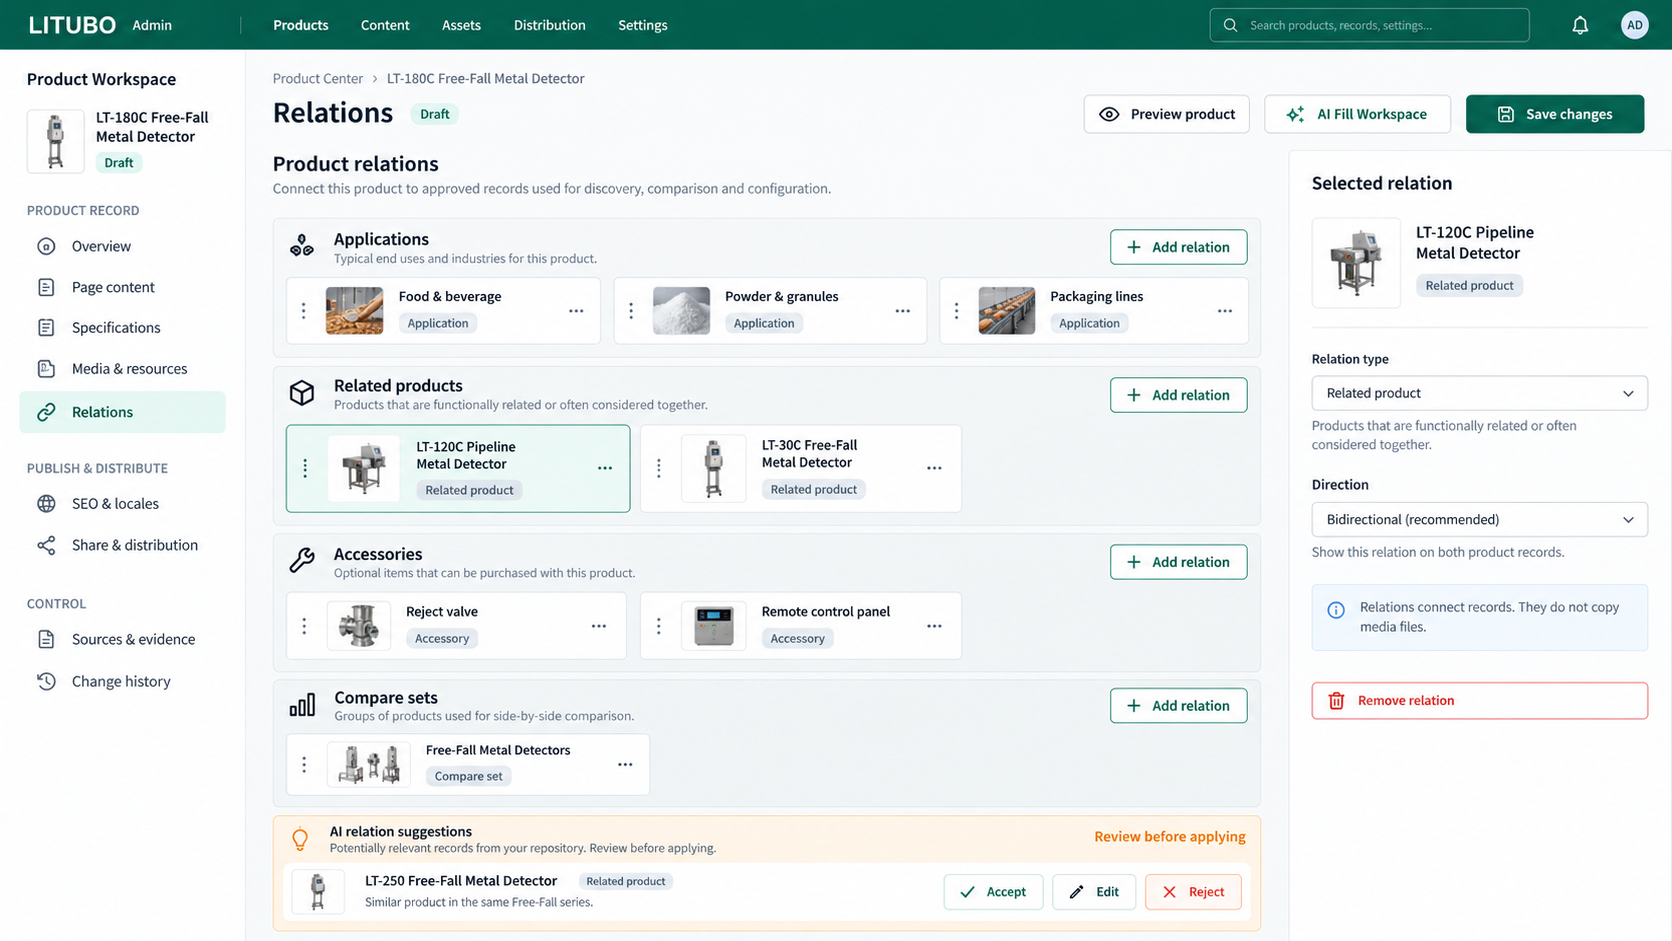 LITUBO Admin
Products
Content
Assets
Distribution
Settings
Search products, records, settings...
AD
Product Workspace
LT-180C Free-Fall
Metal Detector
Draft
PRODUCT RECORD
Overview
Page content
Specifications
Media & resources
Relations
PUBLISH & DISTRIBUTE
SEO & locales
Share & distribution
CONTROL
Sources & evidence
Change history
Product Center › LT-180C Free-Fall Metal Detector
Relations
Draft
Preview product
AI Fill Workspace
Save changes
Product relations
Connect this product to approved records used for discovery, comparison and configuration.
Applications
Typical end uses and industries for this product.
+ Add relation
Food & beverage
Application
Powder & granules
Application
Packaging lines
Application
Related products
Products that are functionally related or often considered together.
+ Add relation
LT-120C Pipeline
Metal Detector
Related product
LT-30C Free-Fall
Metal Detector
Related product
Accessories
Optional items that can be purchased with this product.
+ Add relation
Reject valve
Accessory
Remote control panel
Accessory
Compare sets
Groups of products used for side-by-side comparison.
+ Add relation
Free-Fall Metal Detectors
Compare set
AI relation suggestions
Potentially relevant records from your repository. Review before applying.
Review before applying
LT-250 Free-Fall Metal Detector
Related product
Similar product in the same Free-Fall series.
Accept
Edit
Reject
Selected relation
LT-120C Pipeline
Metal Detector
Related product
Relation type
Related product
Products that are functionally related or often
considered together.
Direction
Bidirectional (recommended)
Show this relation on both product records.
Relations connect records. They do not copy
media files.
Remove relation